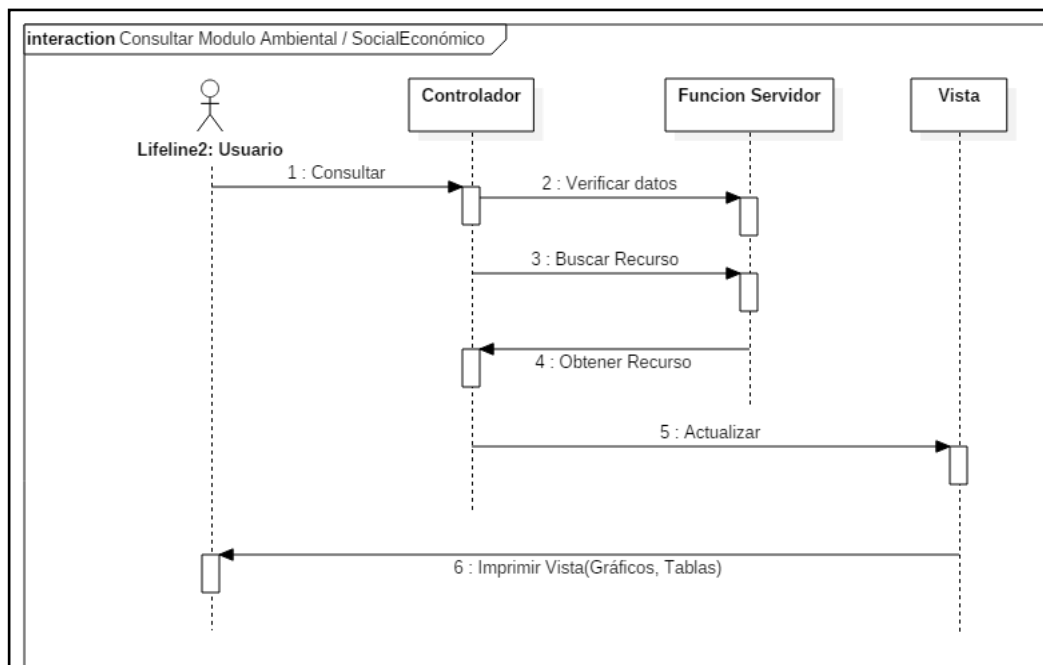 interaction Consultar Modulo Ambiental / SocialEconómico
Controlador
Funcion Servidor
Vista
Lifeline2: Usuario
1 : Consultar
2 : Verificar datos
3 : Buscar Recurso
4 : Obtener Recurso
5 : Actualizar
6 : Imprimir Vista(Gráficos, Tablas)